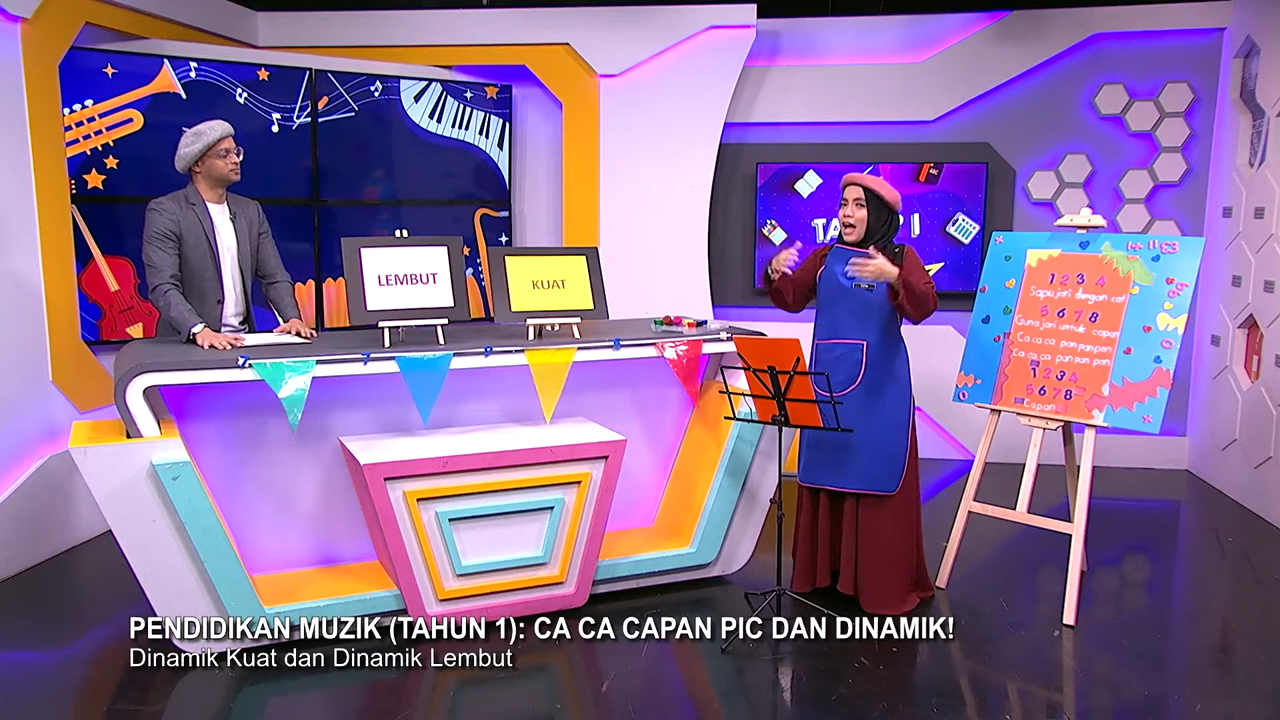 LEMBUT
KUAT
1 2 3 4
Sapu jari dengan cat
5 6 7 8
Guna jari untuk capan
Ca ca ca pan pan pan
Ca ca ca pan pan pan
1 2 3 4
5 6 7 8
Capan
PENDIDIKAN MUZIK (TAHUN 1): CA CA CAPAN PIC DAN DINAMIK!
Dinamik Kuat dan Dinamik Lembut